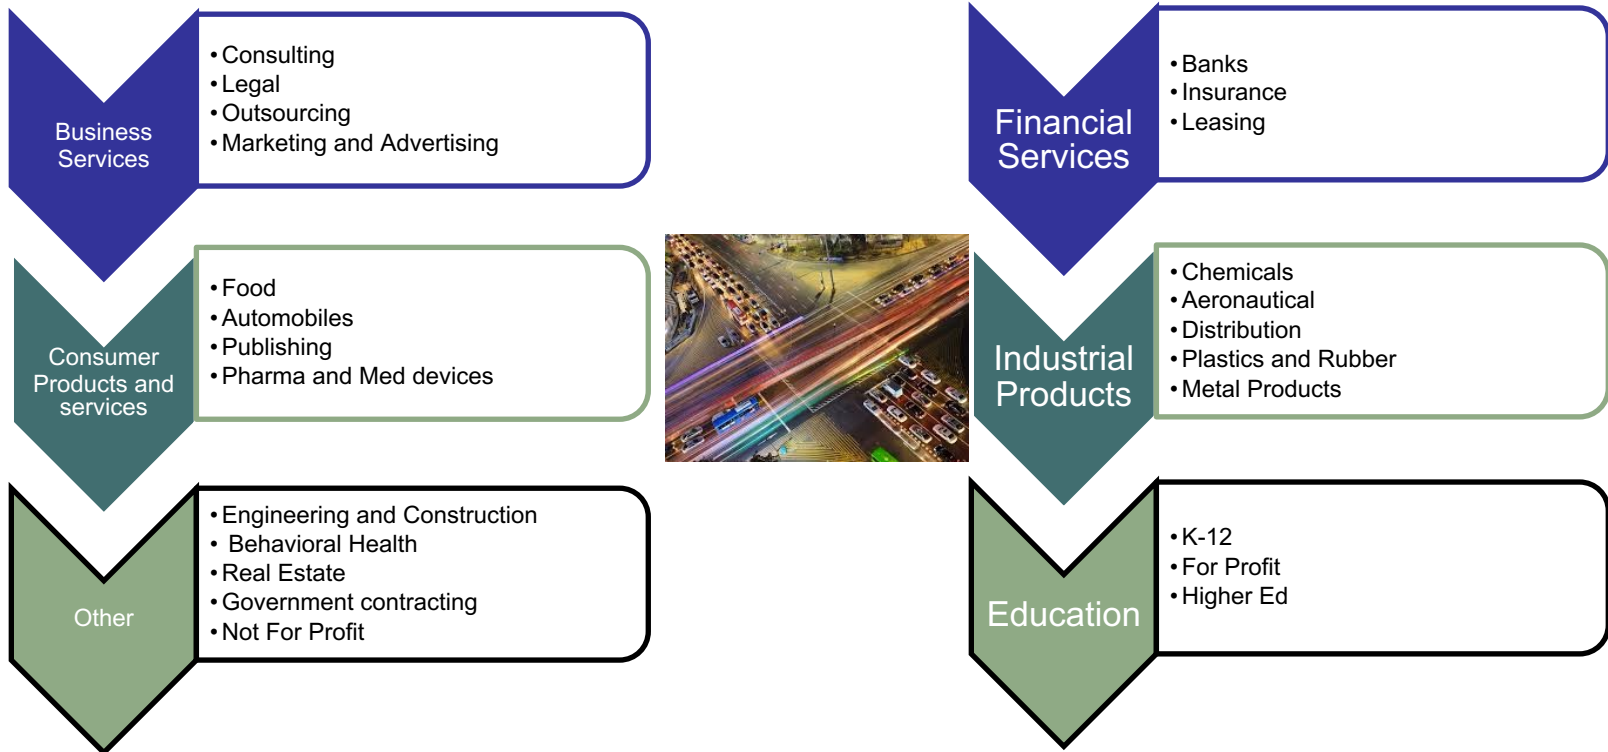 Business
Services
• Consulting
• Legal
• Outsourcing
• Marketing and Advertising
Consumer
Products and
services
• Food
• Automobiles
• Publishing
• Pharma and Med devices
Other
• Engineering and Construction
• Behavioral Health
• Real Estate
• Government contracting
• Not For Profit
Financial
Services
• Banks
• Insurance
• Leasing
Industrial
Products
• Chemicals
• Aeronautical
• Distribution
• Plastics and Rubber
• Metal Products
Education
• K-12
• For Profit
• Higher Ed